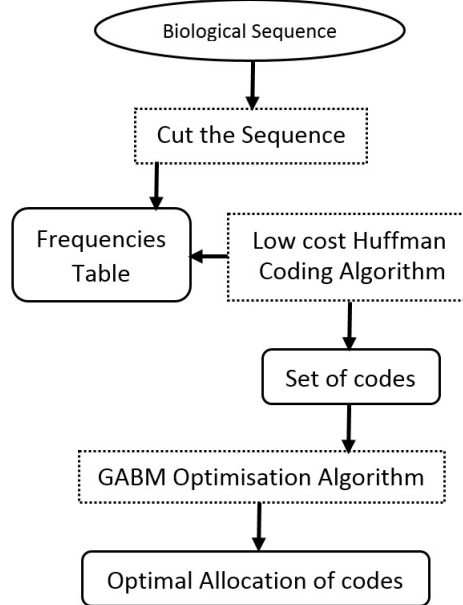 Biological Sequence
Cut the Sequence
Frequencies
Table
Low cost Huffman
Coding Algorithm
Set of codes
GABM Optimisation Algorithm
Optimal Allocation of codes